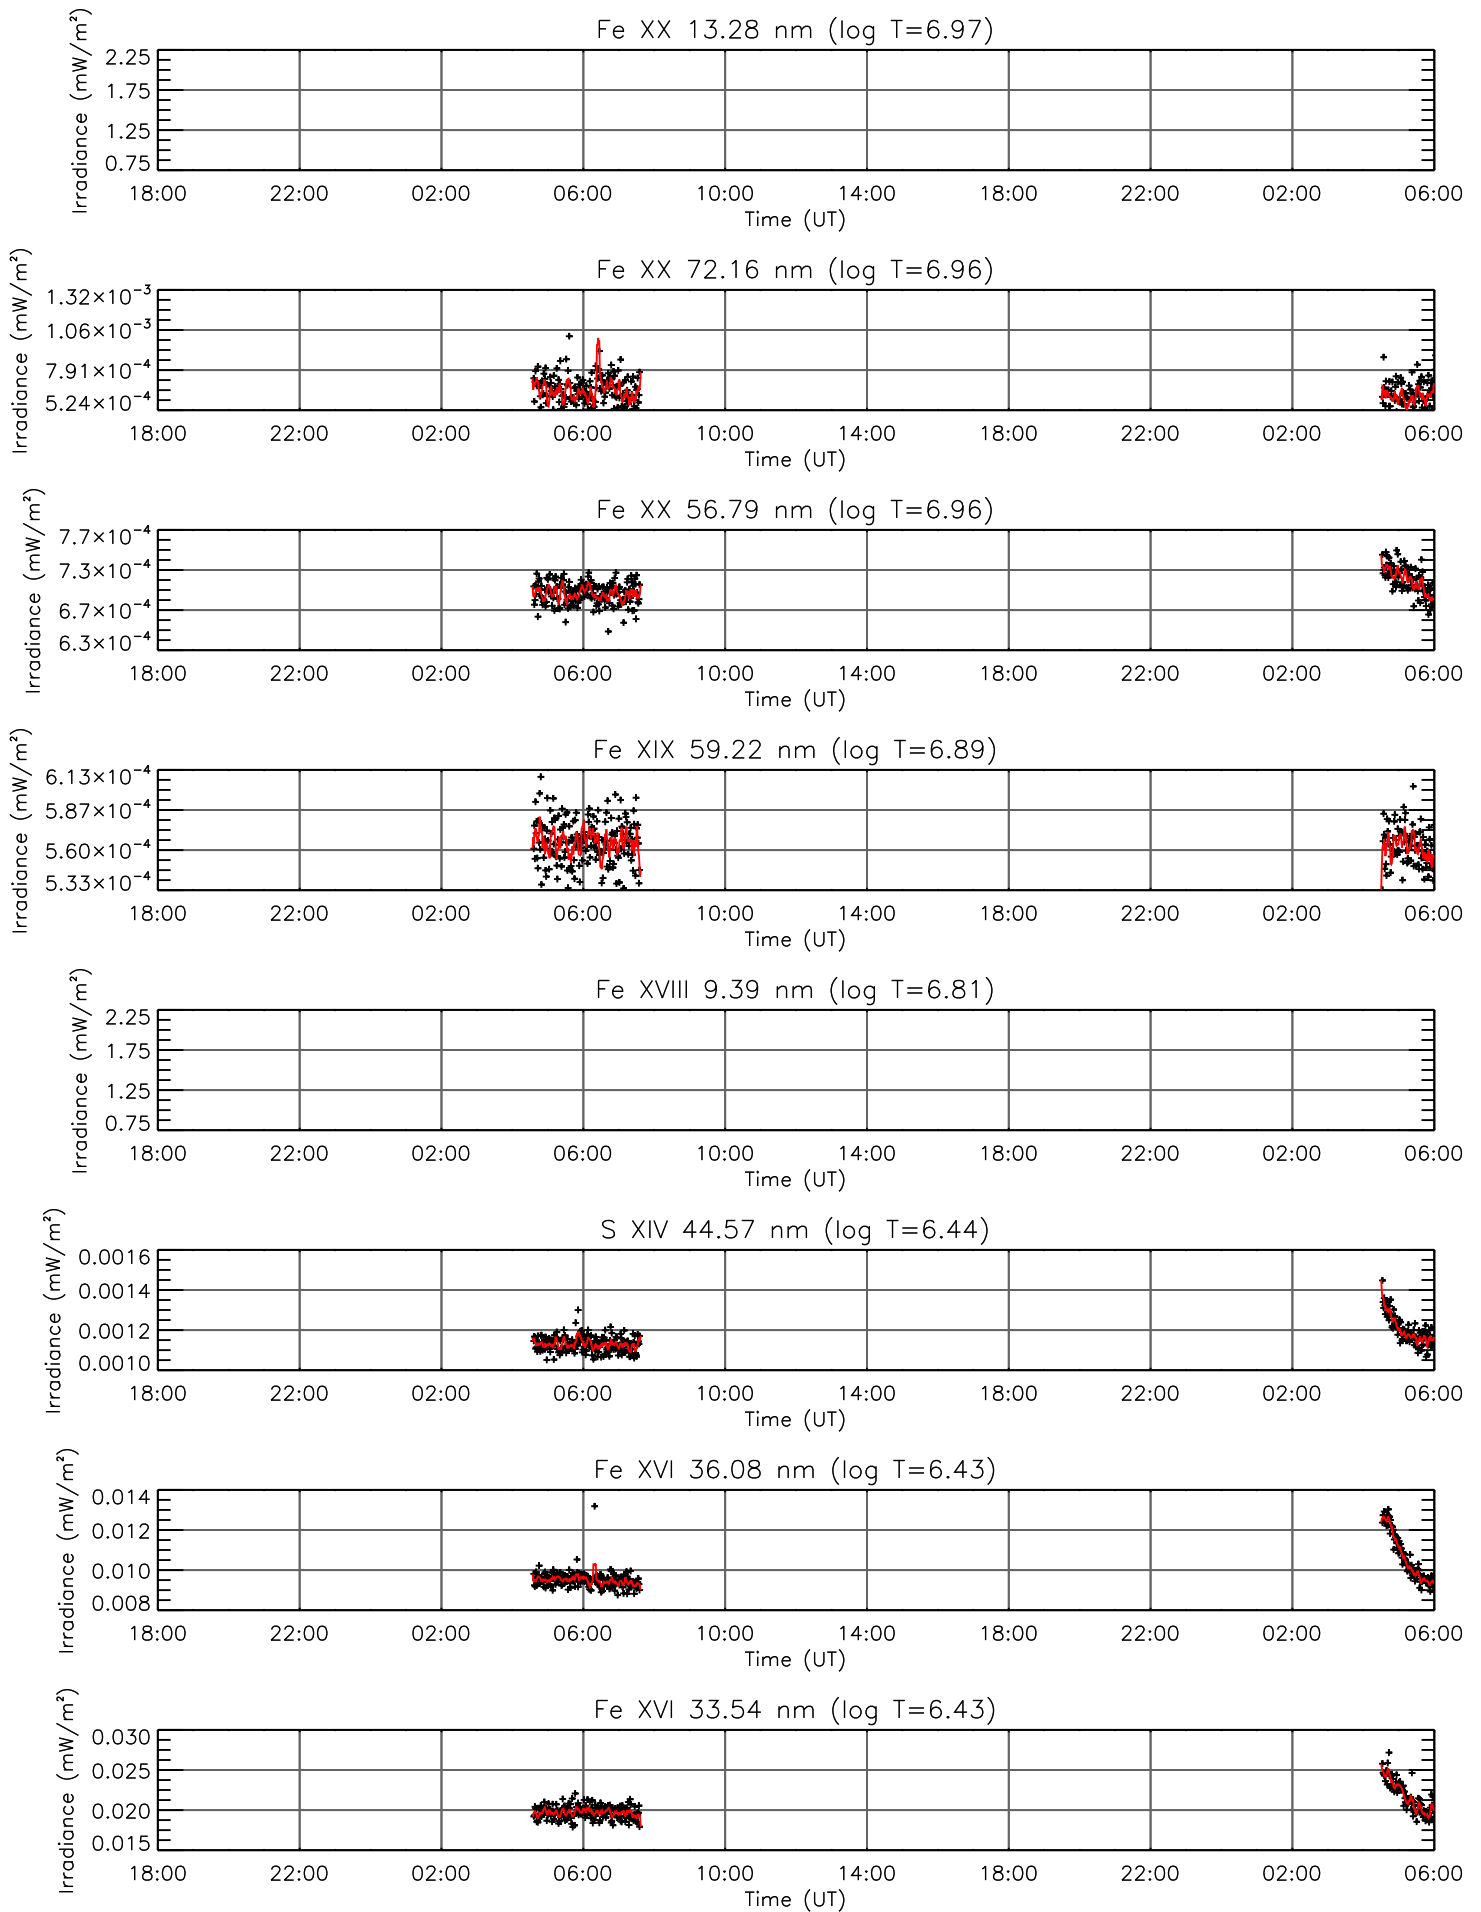 Fe XX 13.28 nm (log T=6.97)
Irradiance (mW/m²)
2.25
1.75
1.25
0.75
18:00 22:00 02:00 06:00 10:00 14:00 18:00 22:00 02:00 06:00
Time (UT)
Fe XX 72.16 nm (log T=6.96)
Irradiance (mW/m²)
1.32×10⁻³
1.06×10⁻³
7.91×10⁻⁴
5.24×10⁻⁴
18:00 22:00 02:00 06:00 10:00 14:00 18:00 22:00 02:00 06:00
Time (UT)
Fe XX 56.79 nm (log T=6.96)
Irradiance (mW/m²)
7.7×10⁻⁴
7.3×10⁻⁴
6.7×10⁻⁴
6.3×10⁻⁴
18:00 22:00 02:00 06:00 10:00 14:00 18:00 22:00 02:00 06:00
Time (UT)
Fe XIX 59.22 nm (log T=6.89)
Irradiance (mW/m²)
6.13×10⁻⁴
5.87×10⁻⁴
5.60×10⁻⁴
5.33×10⁻⁴
18:00 22:00 02:00 06:00 10:00 14:00 18:00 22:00 02:00 06:00
Time (UT)
Fe XVIII 9.39 nm (log T=6.81)
Irradiance (mW/m²)
2.25
1.75
1.25
0.75
18:00 22:00 02:00 06:00 10:00 14:00 18:00 22:00 02:00 06:00
Time (UT)
S XIV 44.57 nm (log T=6.44)
Irradiance (mW/m²)
0.0016
0.0014
0.0012
0.0010
18:00 22:00 02:00 06:00 10:00 14:00 18:00 22:00 02:00 06:00
Time (UT)
Fe XVI 36.08 nm (log T=6.43)
Irradiance (mW/m²)
0.014
0.012
0.010
0.008
18:00 22:00 02:00 06:00 10:00 14:00 18:00 22:00 02:00 06:00
Time (UT)
Fe XVI 33.54 nm (log T=6.43)
Irradiance (mW/m²)
0.030
0.025
0.020
0.015
18:00 22:00 02:00 06:00 10:00 14:00 18:00 22:00 02:00 06:00
Time (UT)